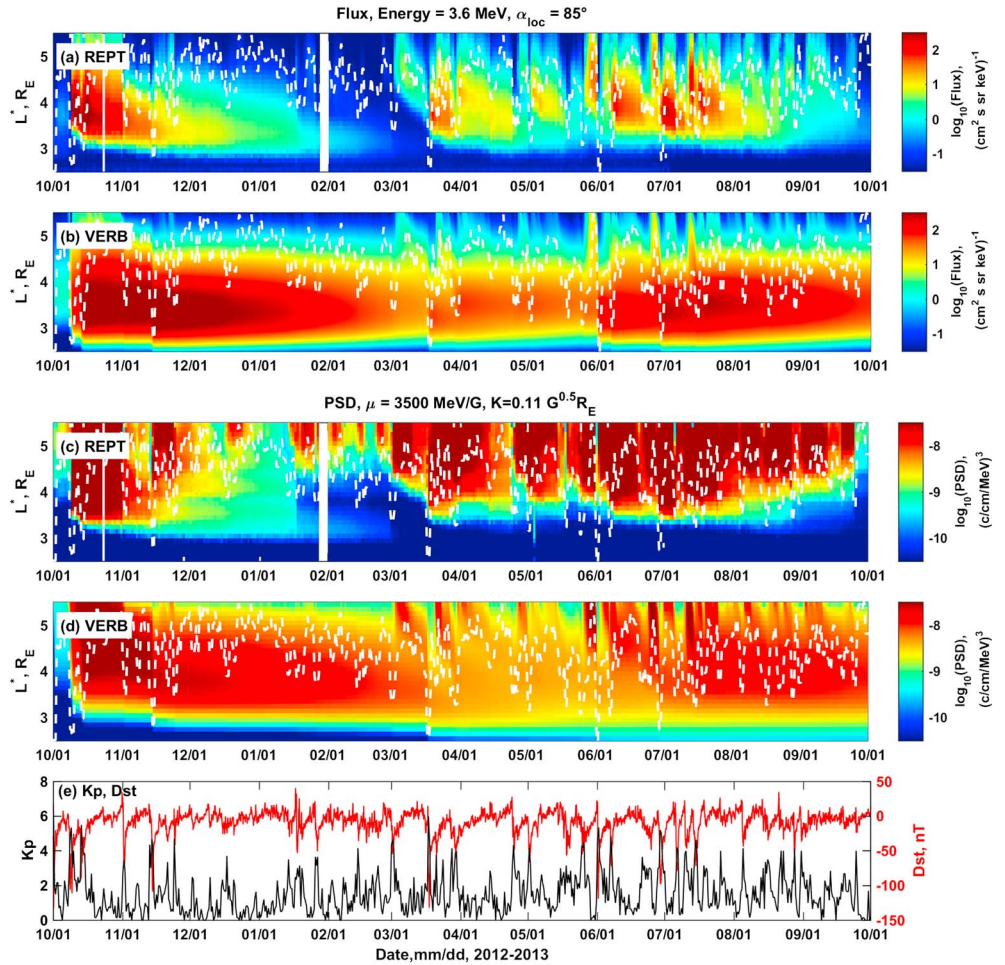 Flux, Energy = 3.6 MeV, α_loc = 85°
(a) REPT
L*, R_E
5
4
3
10/01 11/01 12/01 01/01 02/01 03/01 04/01 05/01 06/01 07/01 08/01 09/01 10/01
2
1
0
-1
log10(Flux),
(cm² s sr keV)⁻¹
(b) VERB
L*, R_E
5
4
3
10/01 11/01 12/01 01/01 02/01 03/01 04/01 05/01 06/01 07/01 08/01 09/01 10/01
2
1
0
-1
log10(Flux),
(cm² s sr keV)⁻¹
PSD, μ = 3500 MeV/G, K=0.11 G^0.5R_E
(c) REPT
L*, R_E
5
4
3
10/01 11/01 12/01 01/01 02/01 03/01 04/01 05/01 06/01 07/01 08/01 09/01 10/01
-8
-9
-10
log10(PSD),
(c/cm/MeV)³
(d) VERB
L*, R_E
5
4
3
10/01 11/01 12/01 01/01 02/01 03/01 04/01 05/01 06/01 07/01 08/01 09/01 10/01
-8
-9
-10
log10(PSD),
(c/cm/MeV)³
(e) Kp, Dst
Kp
8
6
4
2
0
50
0
-50
-100
-150
Dst, nT
10/01 11/01 12/01 01/01 02/01 03/01 04/01 05/01 06/01 07/01 08/01 09/01 10/01
Date,mm/dd, 2012-2013